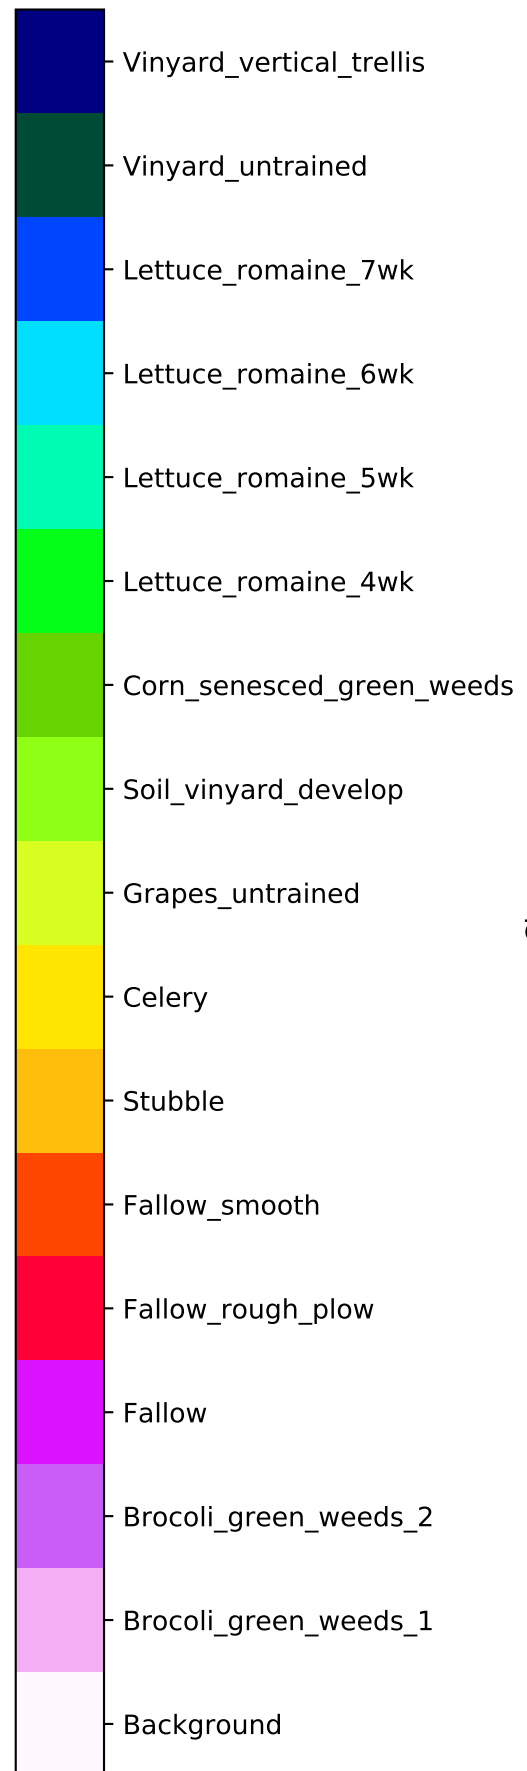 Vinyard_vertical_trellis
Vinyard_untrained
Lettuce_romaine_7wk
Lettuce_romaine_6wk
Lettuce_romaine_5wk
Lettuce_romaine_4wk
Corn_senesced_green_weeds
Soil_vinyard_develop
Grapes_untrained
Celery
Stubble
Fallow_smooth
Fallow_rough_plow
Fallow
Brocoli_green_weeds_2
Brocoli_green_weeds_1
Background